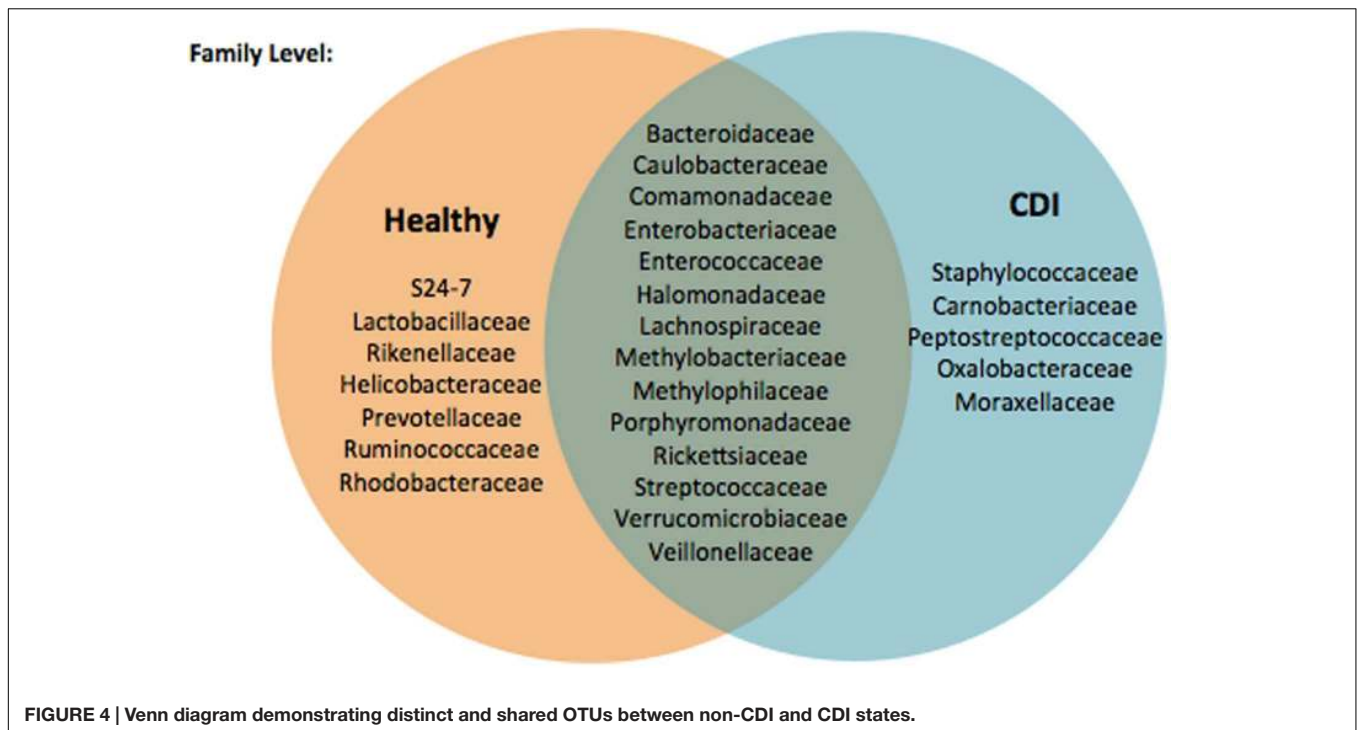 Family Level:
Healthy
S24-7
Lactobacillaceae
Rikenellaceae
Helicobacteraceae
Prevotellaceae
Ruminococcaceae
Rhodobacteraceae
Bacteroidaceae
Caulobacteraceae
Comamonadaceae
Enterobacteriaceae
Enterococcaceae
Halomonadaceae
Lachnospiraceae
Methylobacteriaceae
Methylophilaceae
Porphyromonadaceae
Rickettsiaceae
Streptococcaceae
Verrucomicrobiaceae
Veillonellaceae
CDI
Staphylococcaceae
Carnobacteriaceae
Peptostreptococcaceae
Oxalobacteraceae
Moraxellaceae
FIGURE 4 | Venn diagram demonstrating distinct and shared OTUs between non-CDI and CDI states.